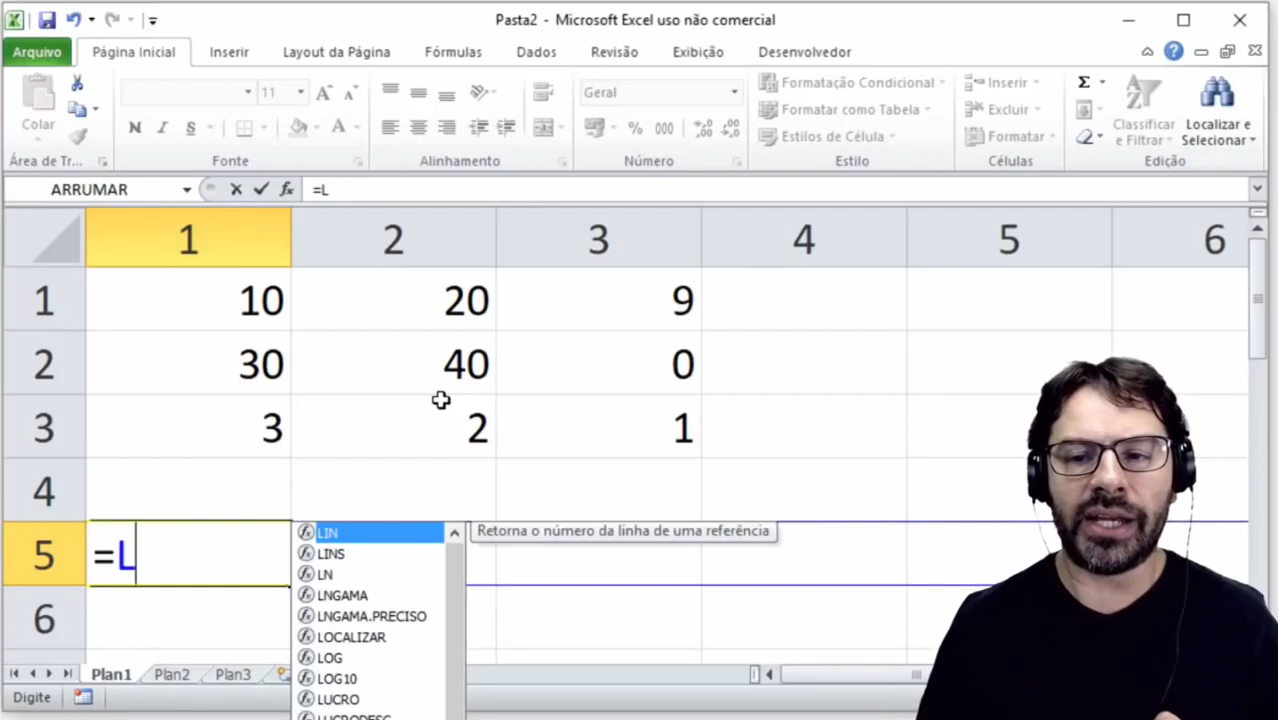 Pasta2 - Microsoft Excel uso não comercial
Arquivo Página Inicial Inserir Layout da Página Fórmulas Dados Revisão Exibição Desenvolvedor
Colar
11
Geral
Formatação Condicional
Inserir
Σ
N I S
A
% 000
Formatar como Tabela
Excluir
Classificar e Filtrar
Localizar e Selecionar
Estilos de Célula
Formatar
Área de Tr... Fonte Alinhamento Número Estilo Células Edição
ARRUMAR fx =L
1 2 3 4 5 6
1 10 20 9
2 30 40 0
3 3 2 1
4
5 =L
6
LIN Retorna o número da linha de uma referência
LINS
LN
LNGAMA
LNGAMA.PRECISO
LOCALIZAR
LOG
LOG10
LUCRO
LUCRODESC
Plan1 Plan2 Plan3
Digite